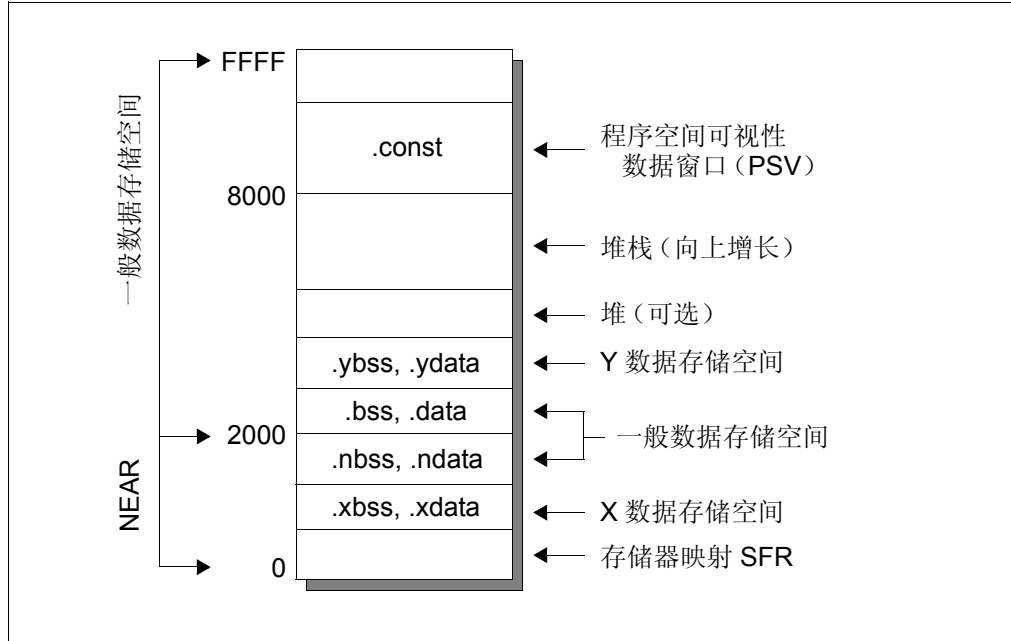 FFFF
一般数据存储空间
.const
程序空间可视性
数据窗口（PSV）
8000
堆栈（向上增长）
堆（可选）
.ybss, .ydata
Y 数据存储空间
.bss, .data
2000
一般数据存储空间
.nbss, .ndata
NEAR
.xbss, .xdata
X 数据存储空间
存储器映射 SFR
0